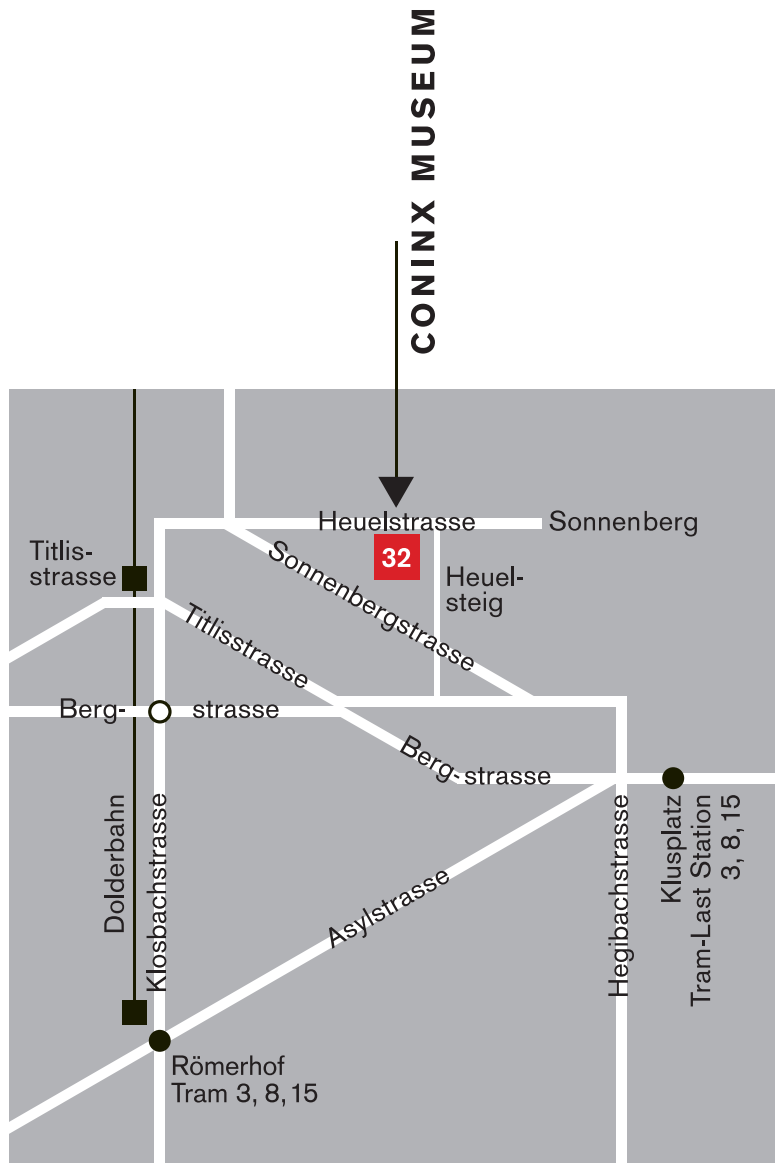 CONINX MUSEUM
Heuelstrasse
Sonnenberg
32
Titlis-
strasse
Sonnenbergstrasse
Heuel-
steig
Titlisstrasse
Berg-
strasse
Berg-
strasse
Dolderbahn
Klosbachstrasse
Asylstrasse
Hegibachstrasse
Klusplatz
Tram-Last Station
3, 8, 15
Römerhof
Tram 3, 8, 15